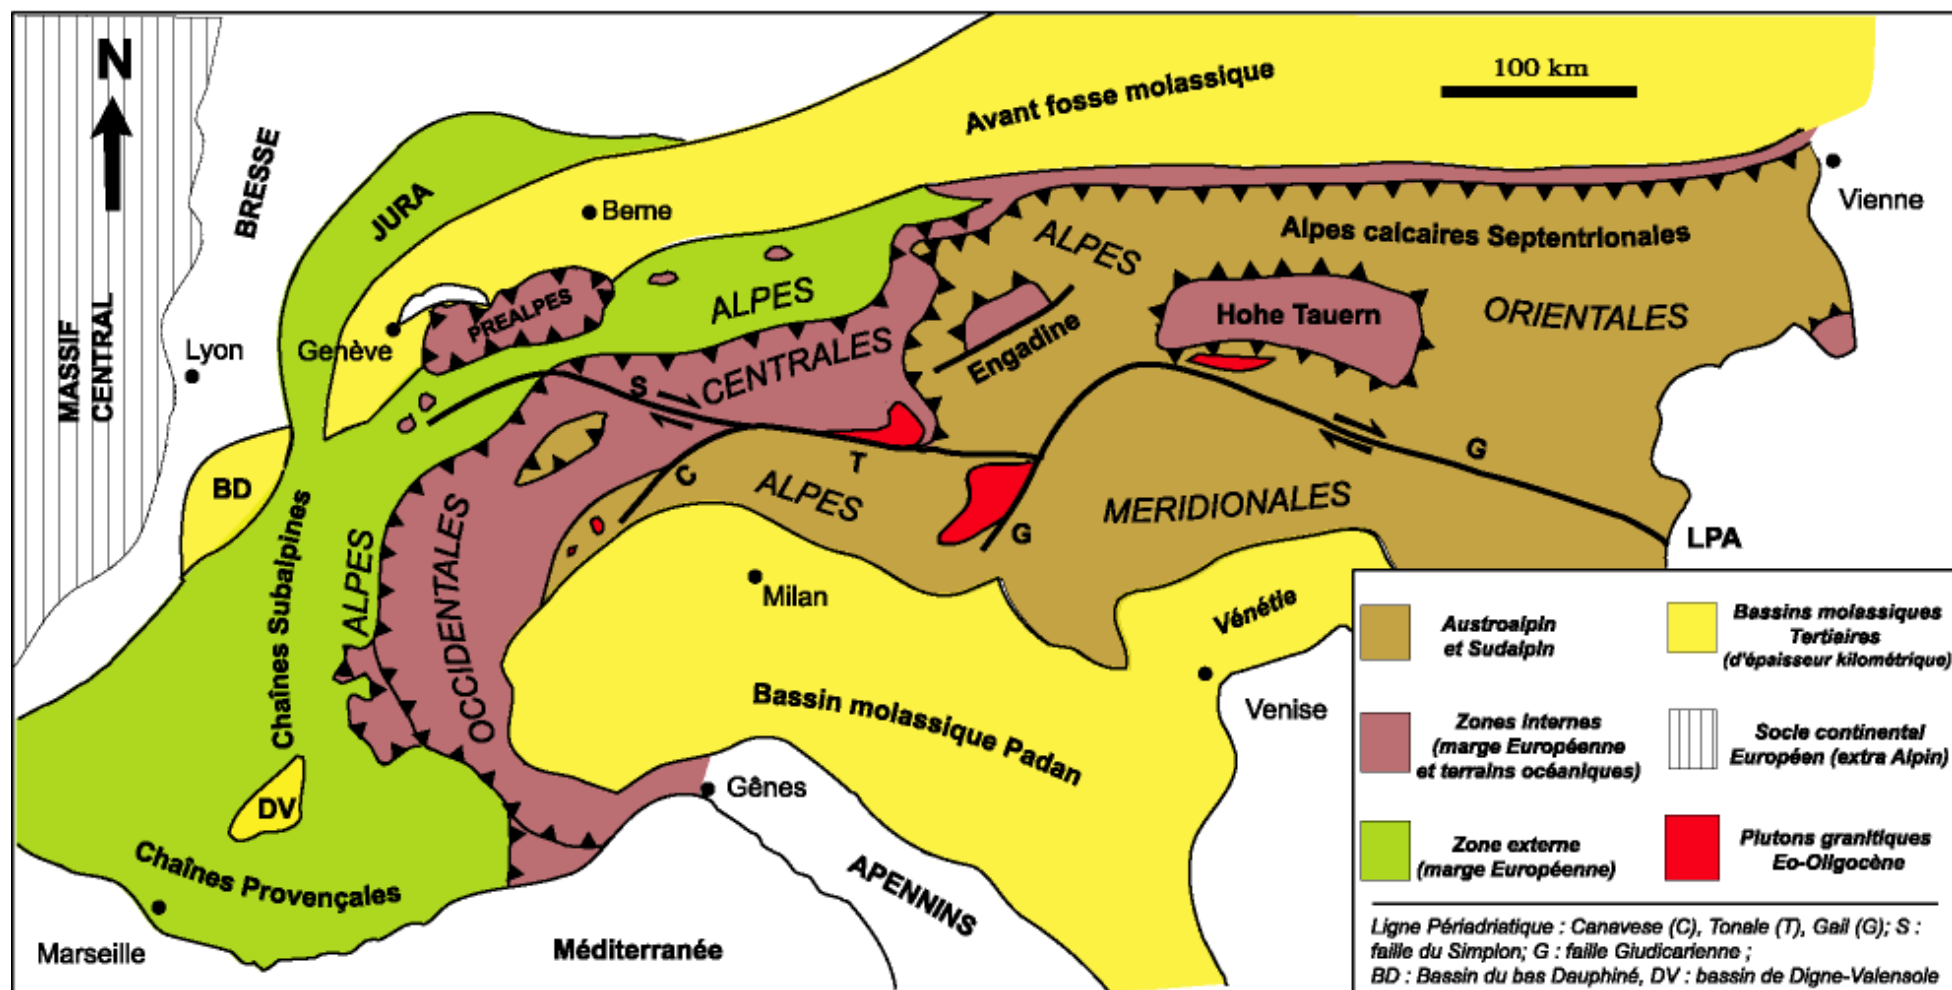 N
100 km
Avant fosse molassique
BRESSE
JURA
Berne
Vienne
ALPES
Alpes calcaires Septentrionales
MASSIF
CENTRAL
Lyon
Genève
PREALPES
ALPES
CENTRALES
Engadine
Hohe Tauern
ORIENTALES
S
C
T
G
G
BD
Chaînes Subalpines
ALPES
OCCIDENTALES
ALPES
MERIDIONALES
LPA
Milan
Vénétie
Venise
Bassin molassique Padan
Gênes
DV
Chaînes Provençales
APENNINS
Marseille
Méditerranée
Austroalpin
et Sudalpin
Bassins molassiques
Tertiaires
(d'épaisseur kilométrique)
Zones internes
(marge Européenne
et terrains océaniques)
Socle continental
Européen (extra Alpin)
Zone externe
(marge Européenne)
Plutons granitiques
Eo-Oligocène
Ligne Périadriatique : Canavese (C), Tonale (T), Gail (G); S :
faille du Simplon; G : faille Giudicarienne ;
BD : Bassin du bas Dauphiné, DV : bassin de Digne-Valensole